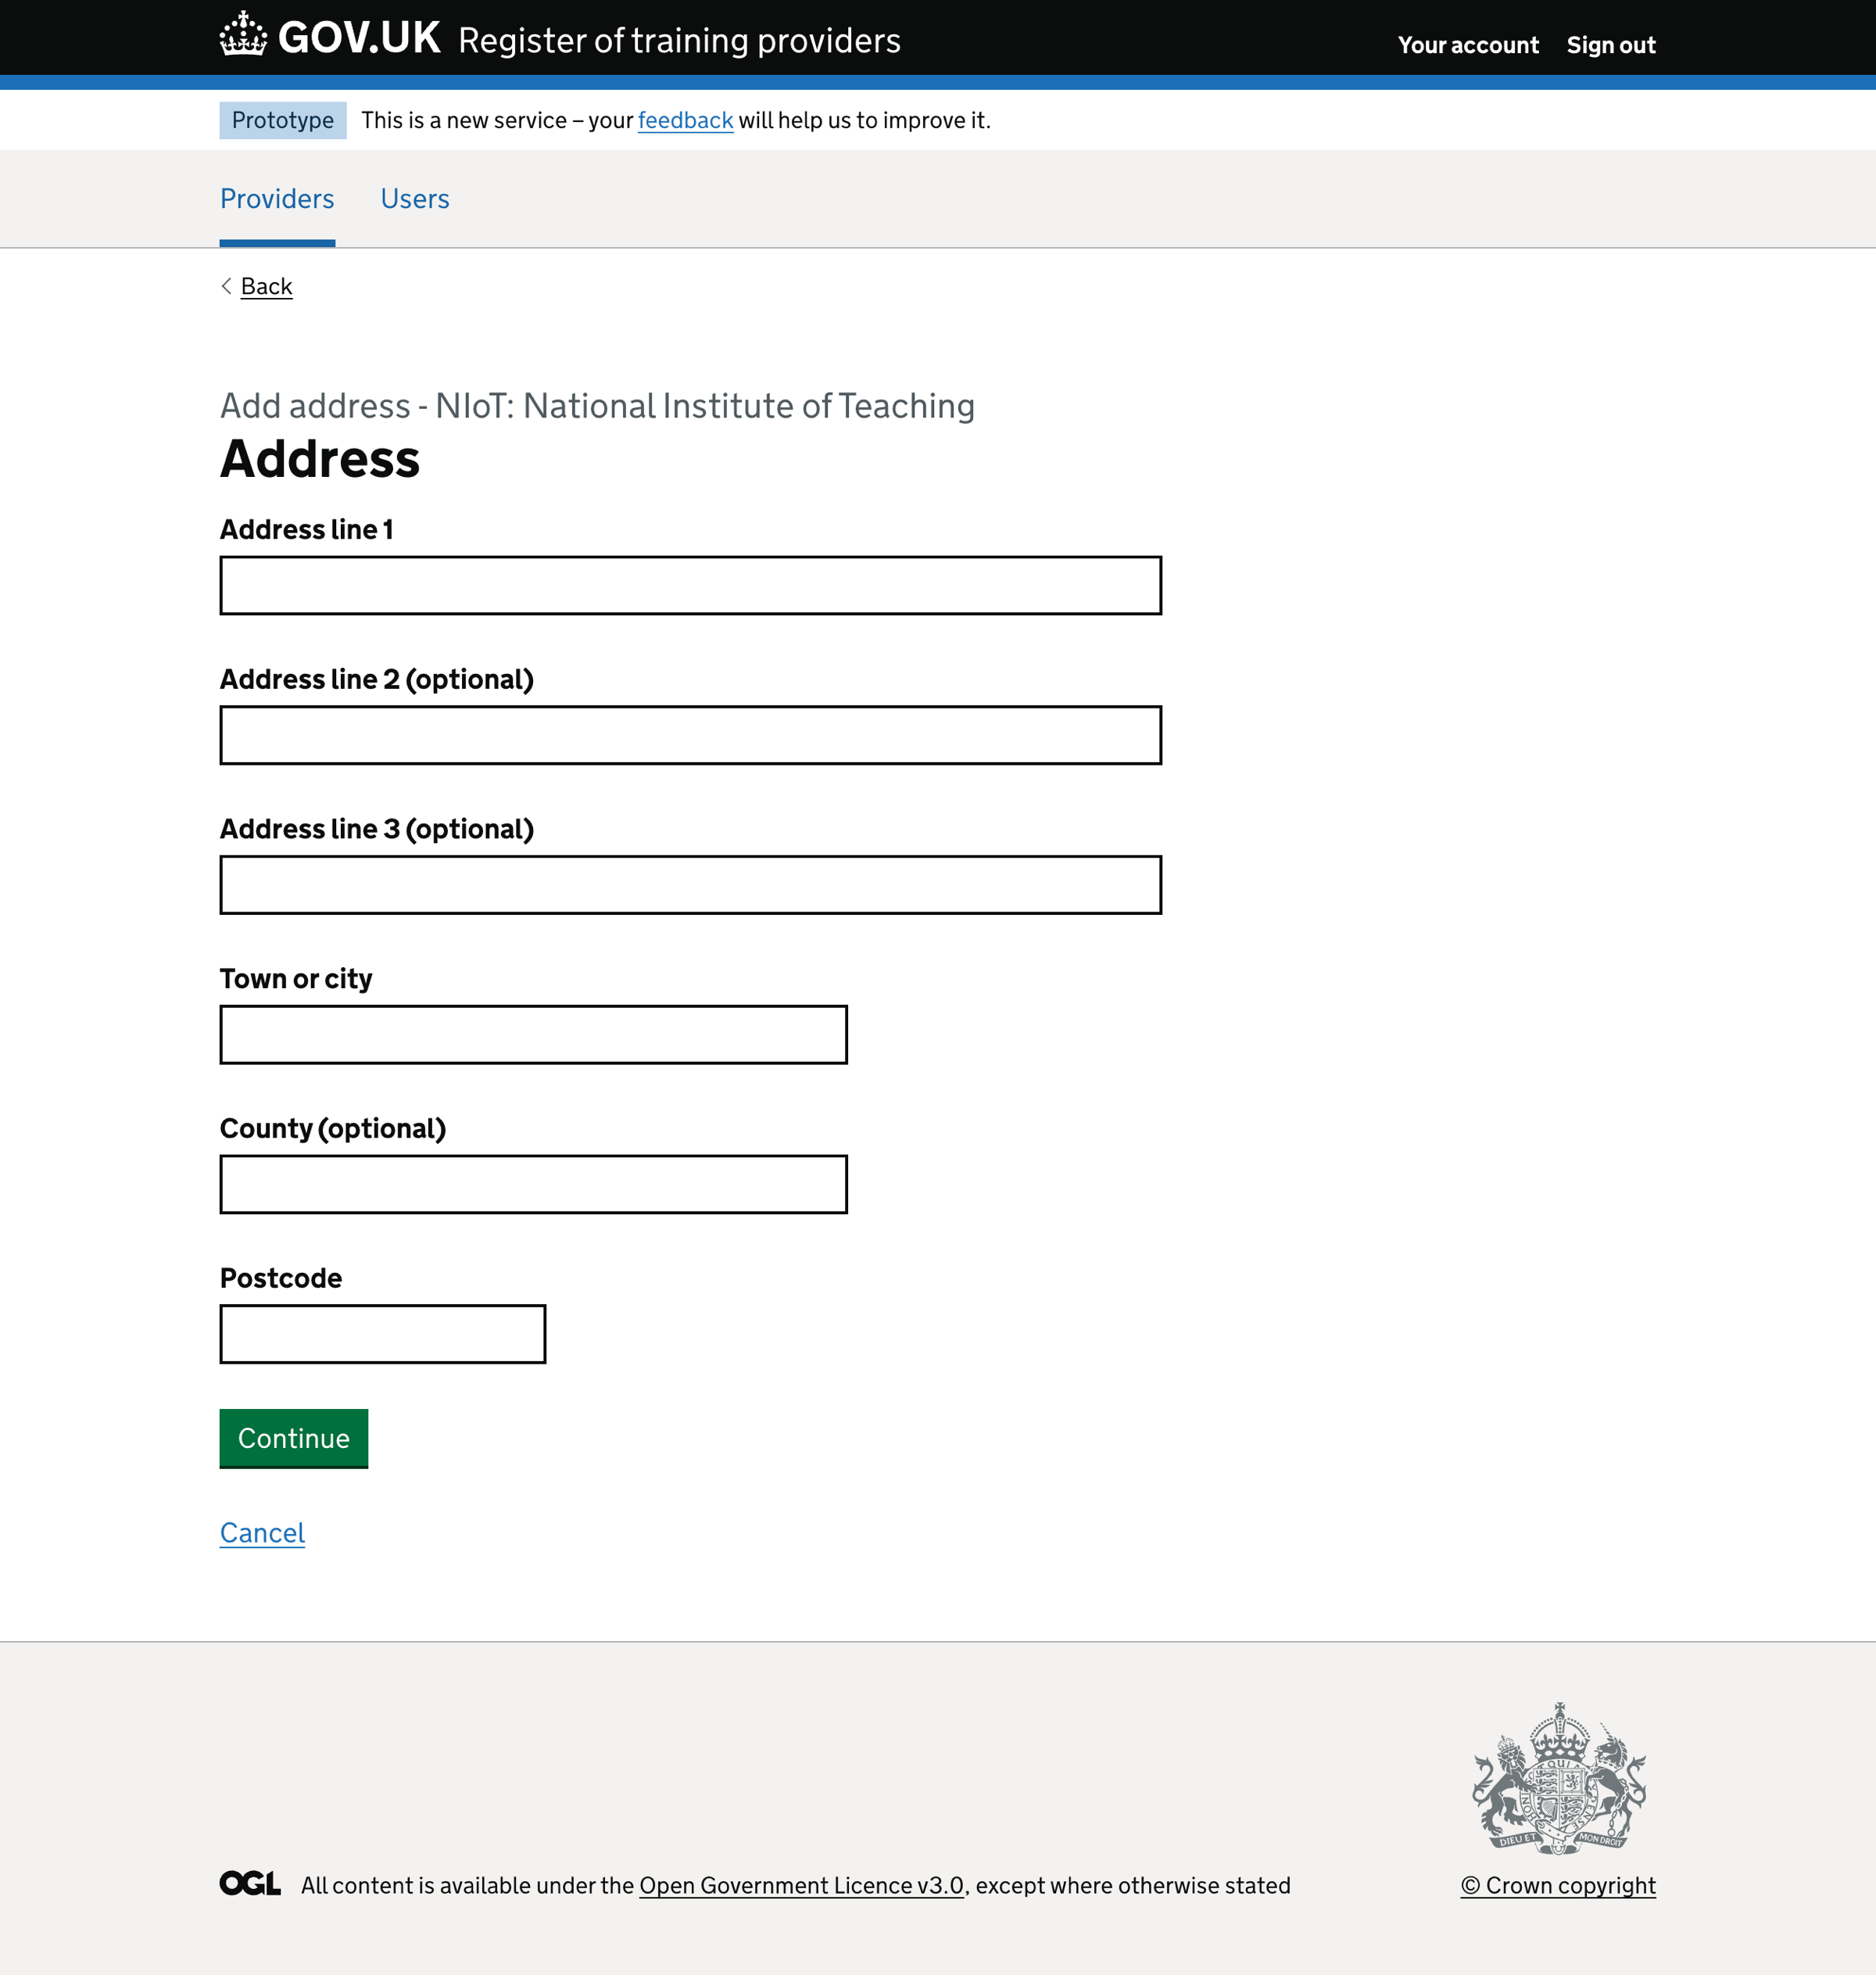 GOV.UK Register of training providers
Your account Sign out
Prototype This is a new service – your feedback will help us to improve it.
Providers Users
Back
Add address - NIoT: National Institute of Teaching
Address
Address line 1
Address line 2 (optional)
Address line 3 (optional)
Town or city
County (optional)
Postcode
Continue
Cancel
DIEU ET MON DROIT
OGL All content is available under the Open Government Licence v3.0, except where otherwise stated
© Crown copyright